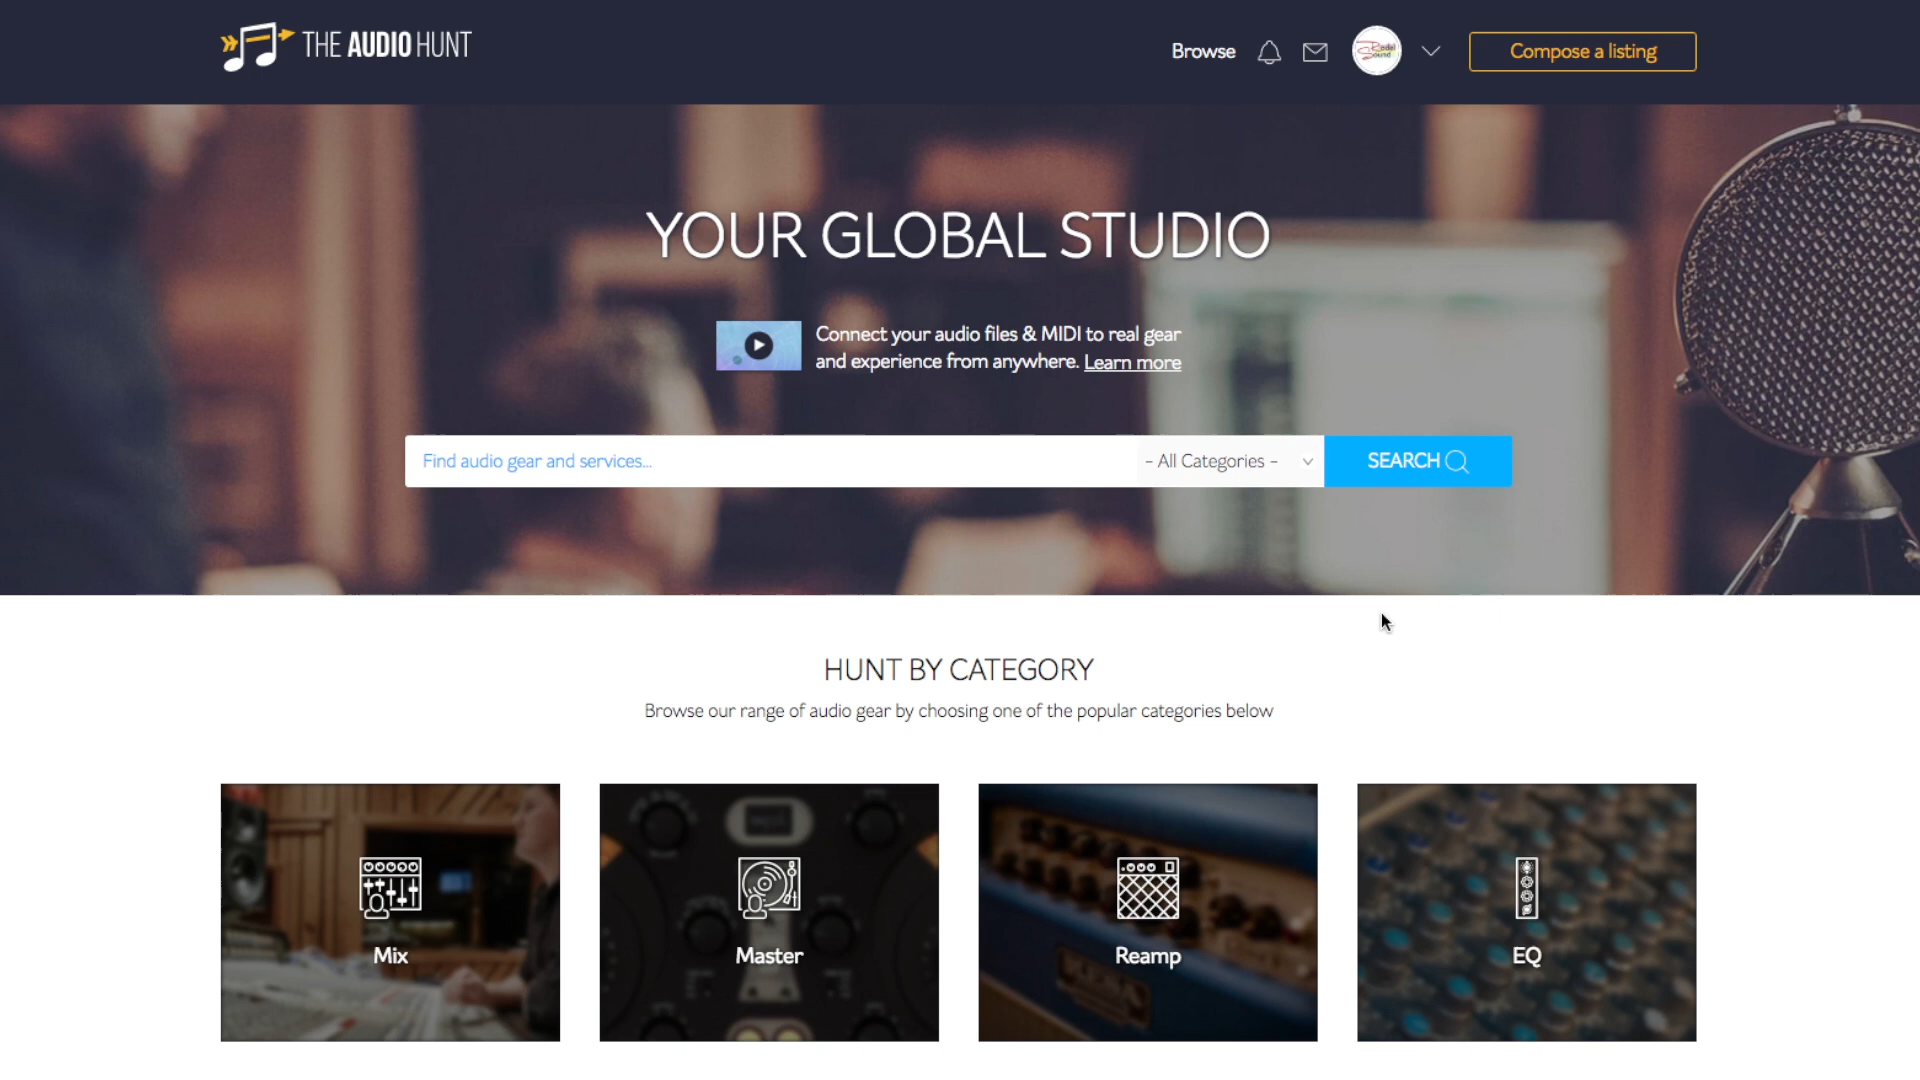 THE AUDIO HUNT
Browse
Compose a listing
YOUR GLOBAL STUDIO
Connect your audio files & MIDI to real gear
and experience from anywhere. Learn more
Find audio gear and services...
- All Categories -
SEARCH
HUNT BY CATEGORY
Browse our range of audio gear by choosing one of the popular categories below
Mix
Master
Reamp
EQ